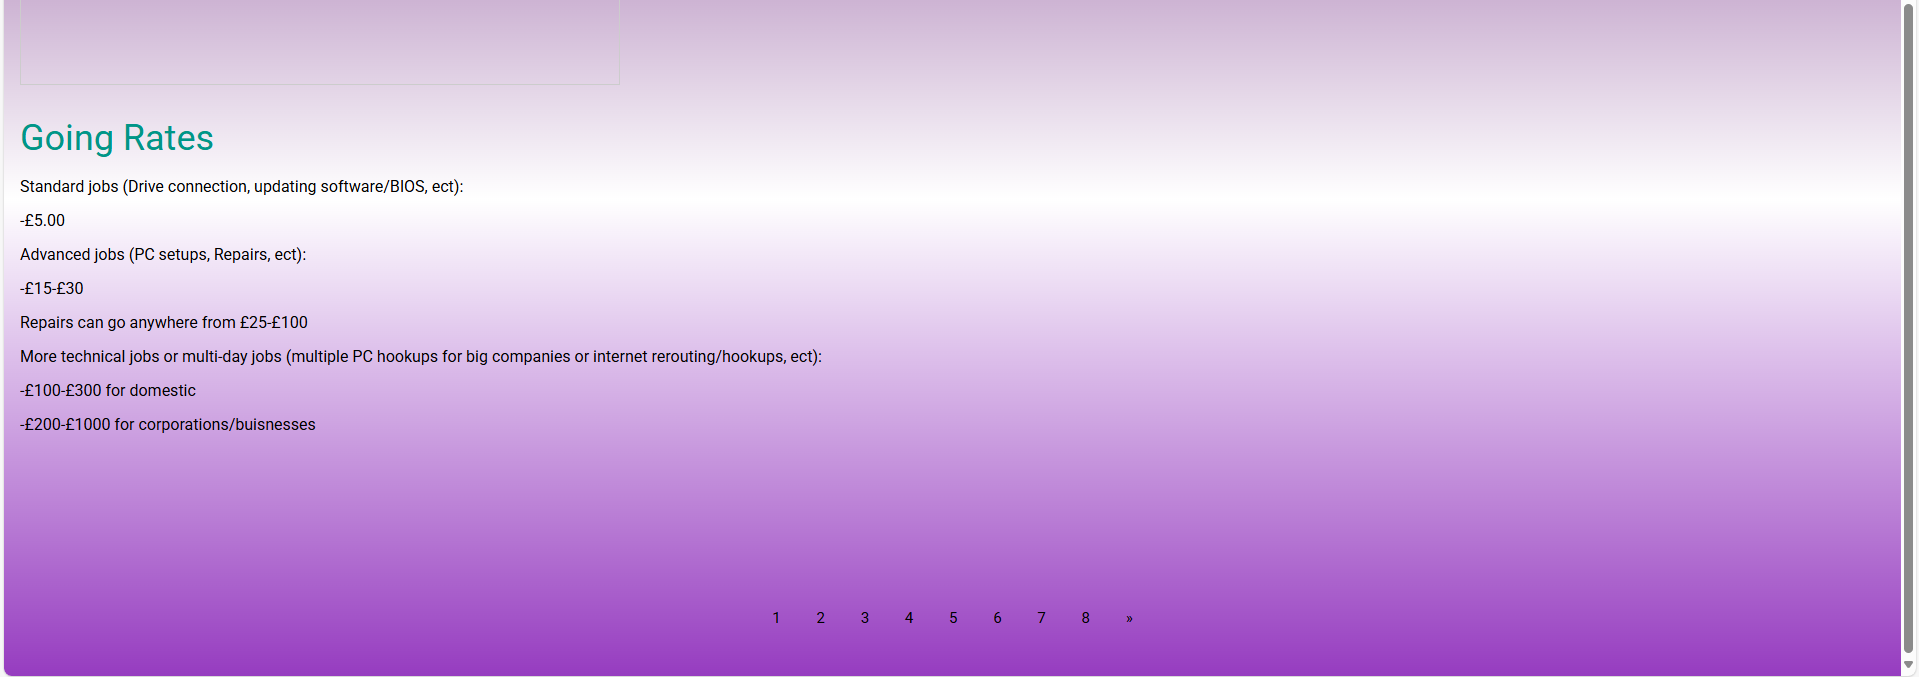 Going Rates
Standard jobs (Drive connection, updating software/BIOS, ect):
-£5.00
Advanced jobs (PC setups, Repairs, ect):
-£15-£30
Repairs can go anywhere from £25-£100
More technical jobs or multi-day jobs (multiple PC hookups for big companies or internet rerouting/hookups, ect):
-£100-£300 for domestic
-£200-£1000 for corporations/buisnesses
1 2 3 4 5 6 7 8 »